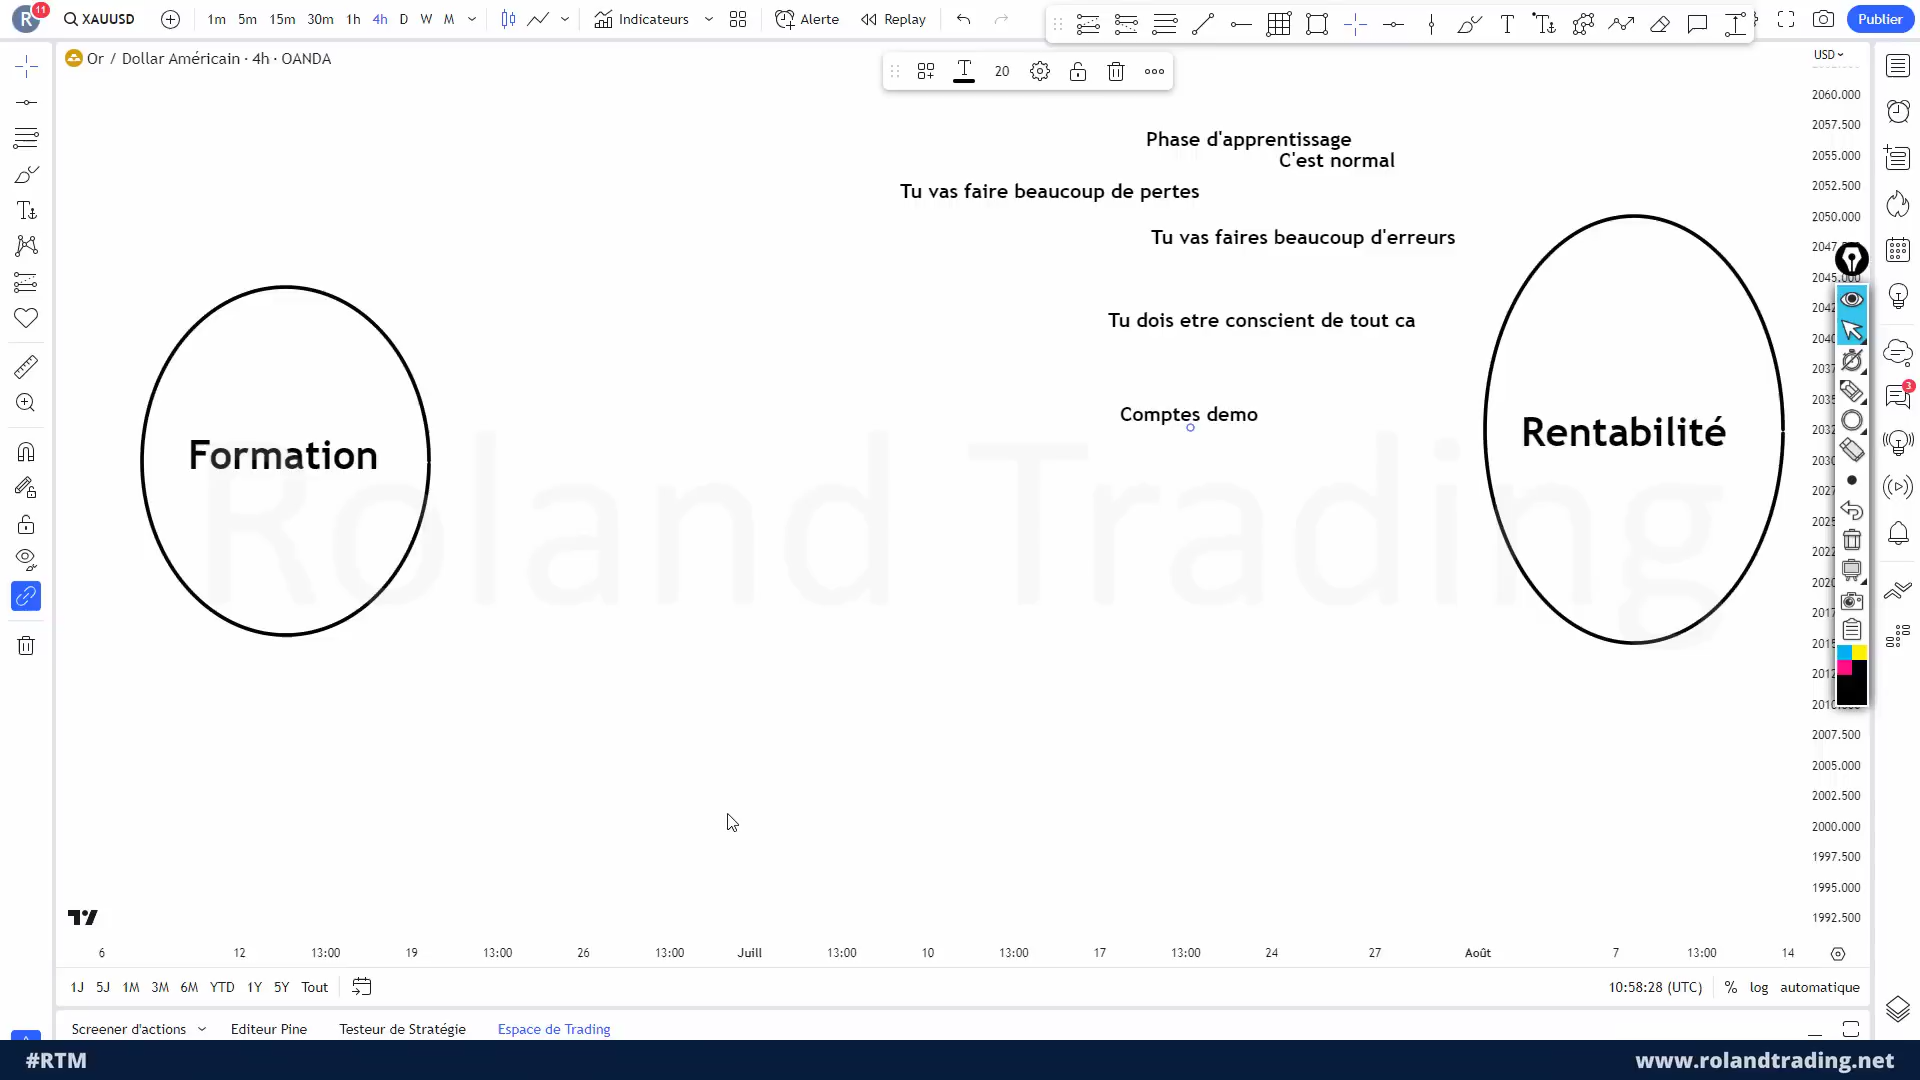 R 11
XAUUSD
1m 5m 15m 30m 1h 4h D W M
Indicateurs
Alerte
Replay
Publier
Or / Dollar Américain · 4h · OANDA
20
USD
Phase d'apprentissage
C'est normal
Tu vas faire beaucoup de pertes
Tu vas faires beaucoup d'erreurs
Tu dois etre conscient de tout ca
Comptes demo
Formation
Rentabilité
Roland Trading
2060.000
2057.500
2055.000
2052.500
2050.000
2045.000
2007.500
2005.000
2002.500
2000.000
1997.500
1995.000
1992.500
3
6 12 13:00 19 13:00 26 13:00 Juill 13:00 10 13:00 17 13:00 24 27 Août 7 13:00 14
1J 5J 1M 3M 6M YTD 1Y 5Y Tout
10:58:28 (UTC) % log automatique
Screener d'actions Editeur Pine Testeur de Stratégie Espace de Trading
#RTM
www.rolandtrading.net